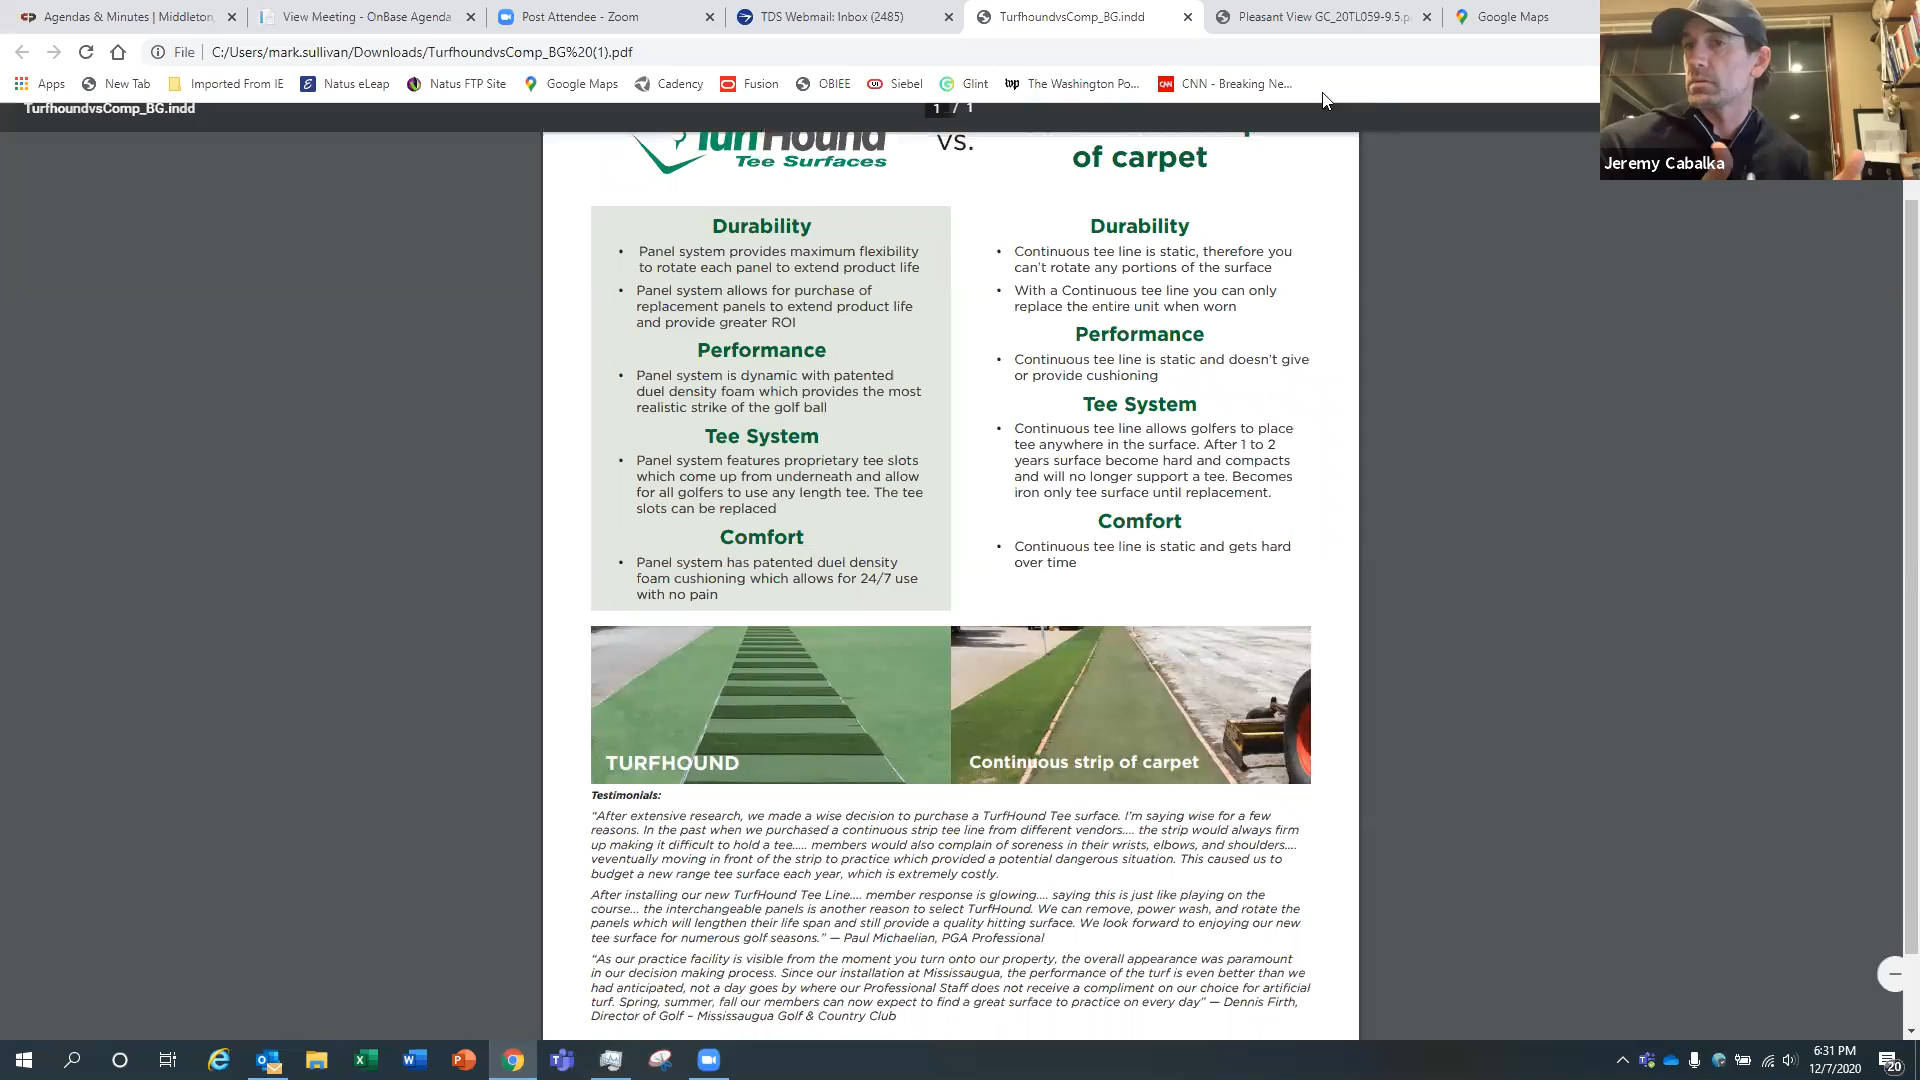 Agendas & Minutes | Middleton,
View Meeting - OnBase Agenda
Post Attendee - Zoom
TDS Webmail: Inbox (2485)
TurfhoundvsComp_BG.indd
Pleasant View GC_20TL059-9.5.p
Google Maps
File
C:/Users/mark.sullivan/Downloads/TurfhoundvsComp_BG%20(1).pdf
Apps
New Tab
Imported From IE
Natus eLeap
Natus FTP Site
Google Maps
Cadency
Fusion
OBIEE
Siebel
Glint
The Washington Po...
CNN - Breaking Ne...
TurfhoundvsComp_BG.indd
1 / 1
Jeremy Cabalka
TurfHound
Tee Surfaces
vs.
of carpet
Durability
• Panel system provides maximum flexibility
to rotate each panel to extend product life
• Panel system allows for purchase of
replacement panels to extend product life
and provide greater ROI
Performance
• Panel system is dynamic with patented
duel density foam which provides the most
realistic strike of the golf ball
Tee System
• Panel system features proprietary tee slots
which come up from underneath and allow
for all golfers to use any length tee. The tee
slots can be replaced
Comfort
• Panel system has patented duel density
foam cushioning which allows for 24/7 use
with no pain
Durability
• Continuous tee line is static, therefore you
can't rotate any portions of the surface
• With a Continuous tee line you can only
replace the entire unit when worn
Performance
• Continuous tee line is static and doesn't give
or provide cushioning
Tee System
• Continuous tee line allows golfers to place
tee anywhere in the surface. After 1 to 2
years surface become hard and compacts
and will no longer support a tee. Becomes
iron only tee surface until replacement.
Comfort
• Continuous tee line is static and gets hard
over time
TURFHOUND
Continuous strip of carpet
Testimonials:
“After extensive research, we made a wise decision to purchase a TurfHound Tee surface. I'm saying wise for a few
reasons. In the past when we purchased a continuous strip tee line from different vendors.... the strip would always firm
up making it difficult to hold a tee..... members would also complain of soreness in their wrists, elbows, and shoulders....
veventually moving in front of the strip to practice which provided a potential dangerous situation. This caused us to
budget a new range tee surface each year, which is extremely costly.
After installing our new TurfHound Tee Line.... member response is glowing.... saying this is just like playing on the
course... the interchangeable panels is another reason to select TurfHound. We can remove, power wash, and rotate the
panels which will lengthen their life span and still provide a quality hitting surface. We look forward to enjoying our new
tee surface for numerous golf seasons.” — Paul Michaelian, PGA Professional
“As our practice facility is visible from the moment you turn onto our property, the overall appearance was paramount
in our decision making process. Since our installation at Mississaugua, the performance of the turf is even better than we
had anticipated, not a day goes by where our Professional Staff does not receive a compliment on our choice for artificial
turf. Spring, summer, fall our members can now expect to find a great surface to practice on every day” — Dennis Firth,
Director of Golf – Mississaugua Golf & Country Club
6:31 PM
12/7/2020
20